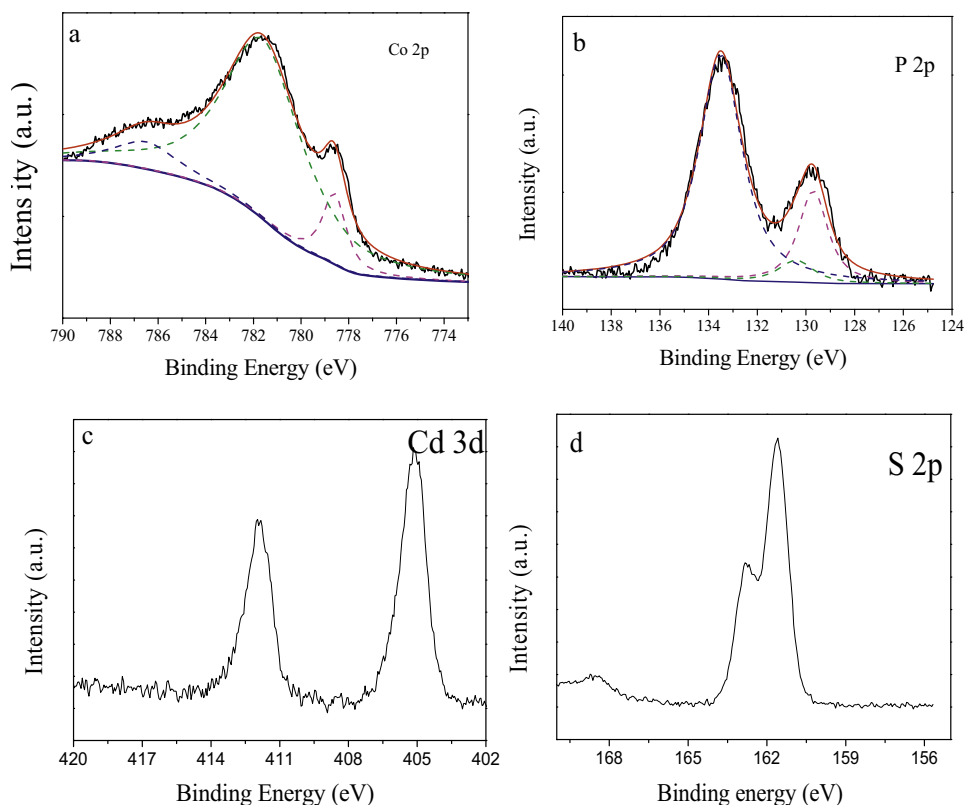 a
Co 2p
Intens ity (a.u.)
790 788 786 784 782 780 778 776 774
Binding Energy (eV)
b
P 2p
Intensity (a.u.)
140 138 136 134 133 131 130 128 126 124
Binding Energy (eV)
c
Cd 3d
Intensity (a.u.)
420 417 414 411 408 405 402
Binding Energy (eV)
d
S 2p
Intensity (a.u.)
168 165 162 159 156
Binding energy (eV)